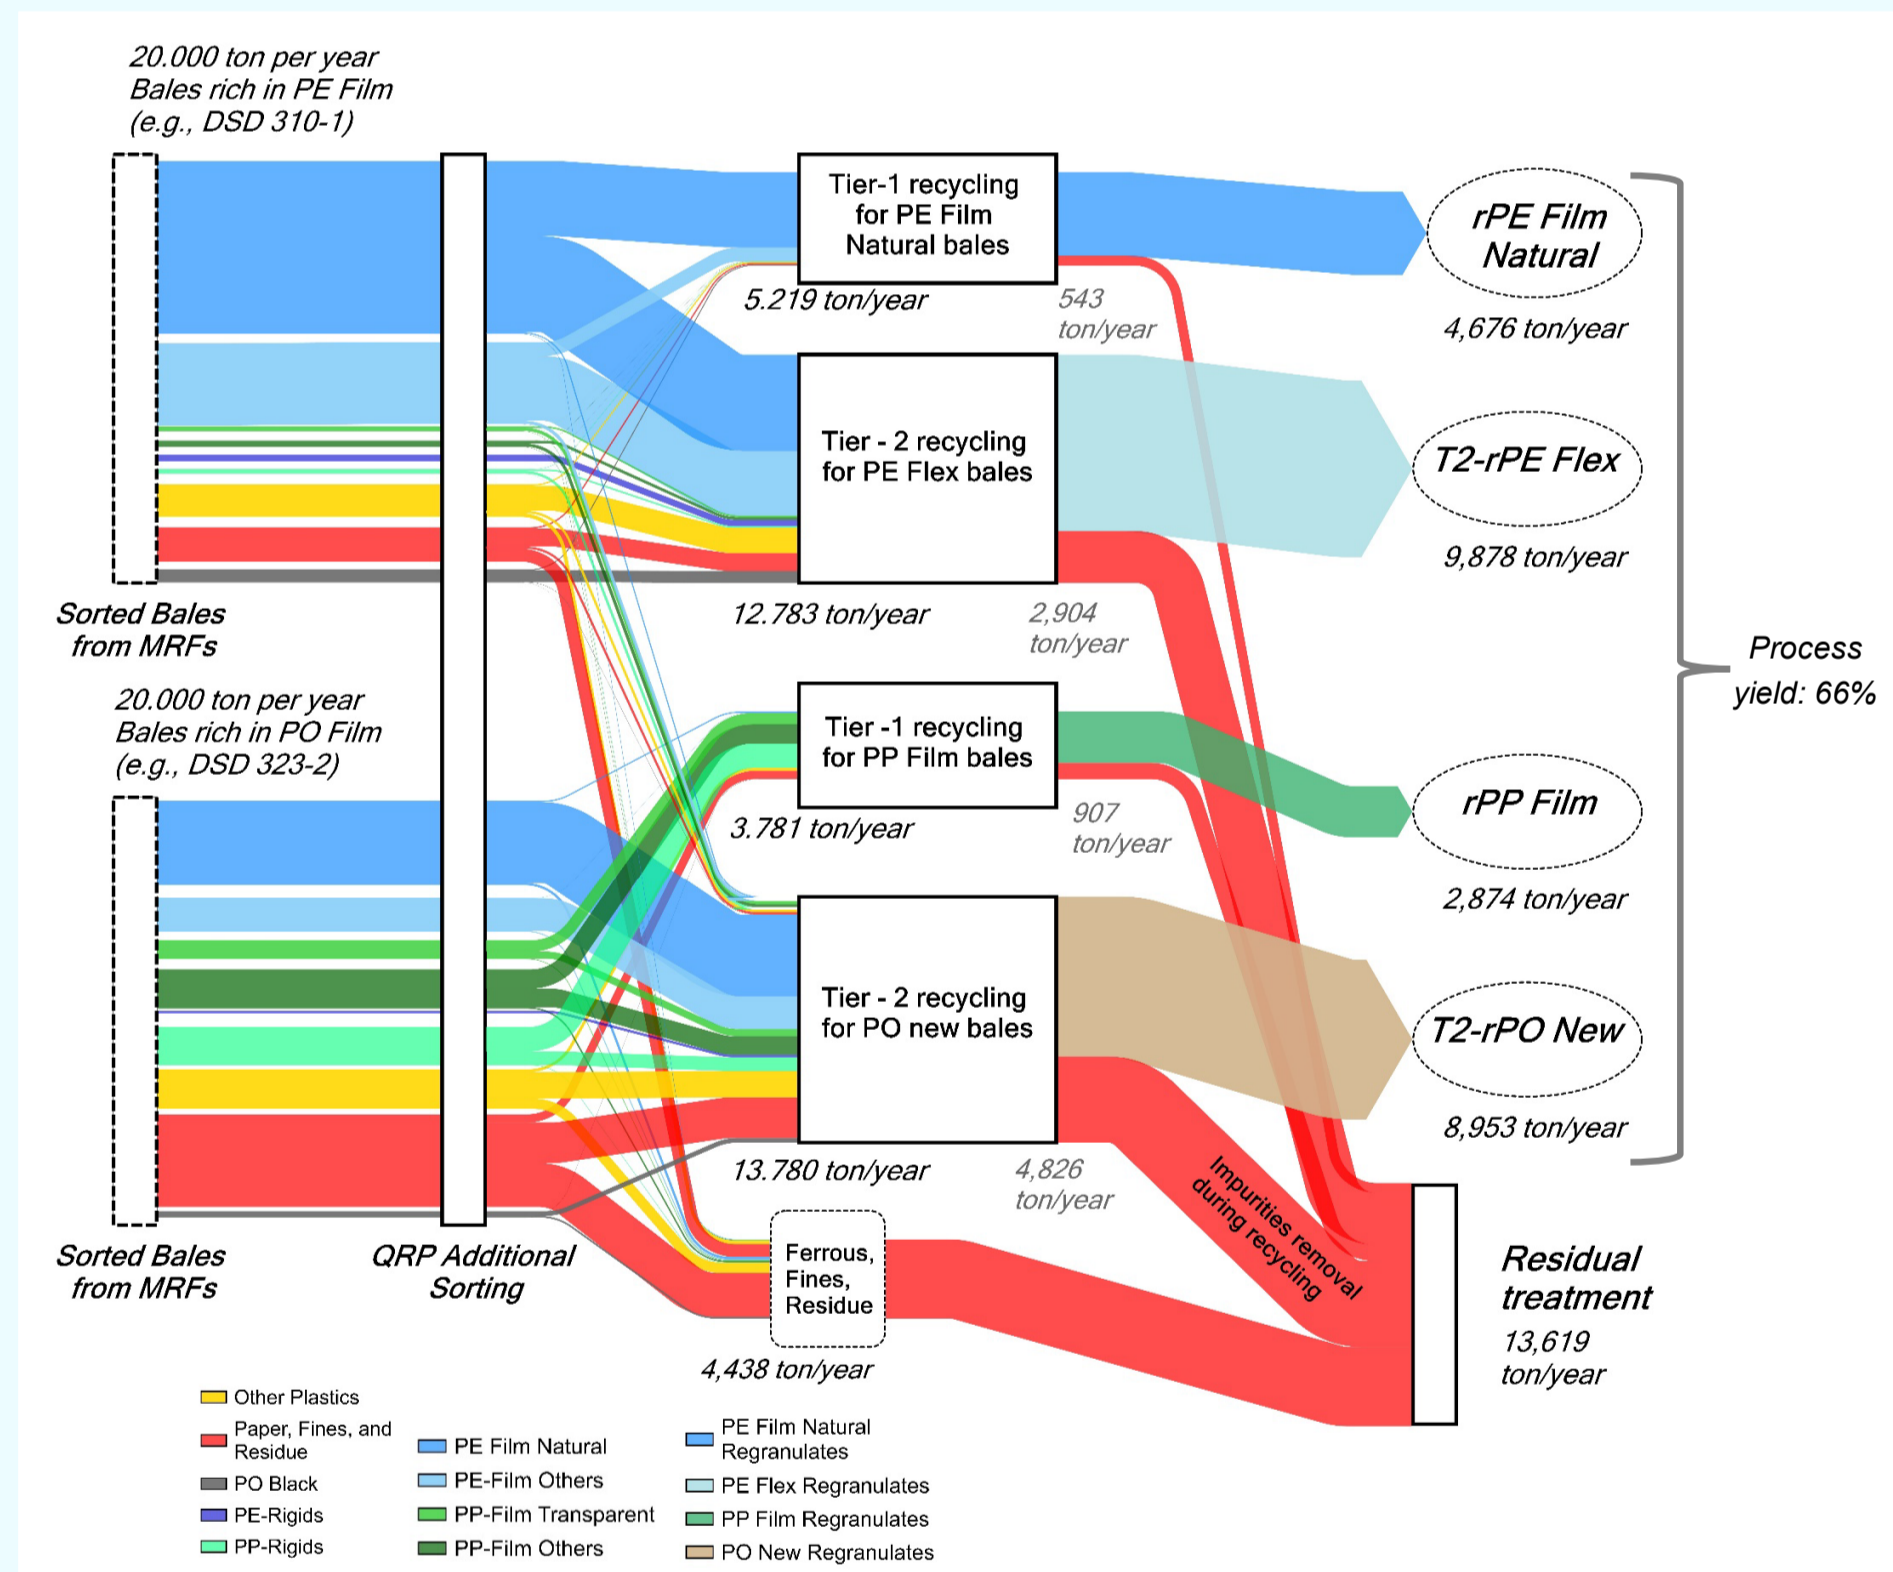 20.000 ton per year
Bales rich in PE Film
(e.g., DSD 310-1)
Sorted Bales
from MRFs
20.000 ton per year
Bales rich in PO Film
(e.g., DSD 323-2)
Sorted Bales
from MRFs
QRP Additional
Sorting
Tier-1 recycling
for PE Film
Natural bales
5.219 ton/year
543
ton/year
Tier - 2 recycling
for PE Flex bales
12.783 ton/year
2,904
ton/year
Tier -1 recycling
for PP Film bales
3.781 ton/year
907
ton/year
Tier - 2 recycling
for PO new bales
13.780 ton/year
4,826
ton/year
Ferrous,
Fines,
Residue
4,438 ton/year
Impurities removal
during recycling
rPE Film
Natural
4,676 ton/year
T2-rPE Flex
9,878 ton/year
rPP Film
2,874 ton/year
T2-rPO New
8,953 ton/year
Process
yield: 66%
Residual
treatment
13,619
ton/year
Other Plastics
Paper, Fines, and
Residue
PO Black
PE-Rigids
PP-Rigids
PE Film Natural
PE-Film Others
PP-Film Transparent
PP-Film Others
PE Film Natural
Regranulates
PE Flex Regranulates
PP Film Regranulates
PO New Regranulates